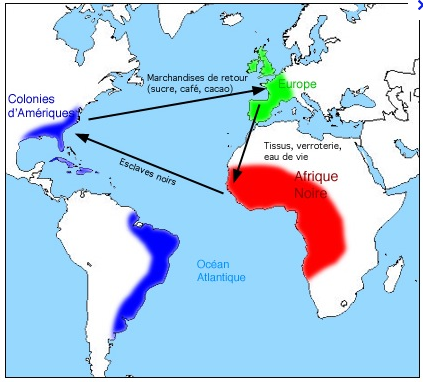 Marchandises de retour
(sucre, café, cacao)
Europe
Colonies
d'Amériques
Tissus, verroterie,
eau de vie
Esclaves noirs
Afrique
Noire
Océan
Atlantique